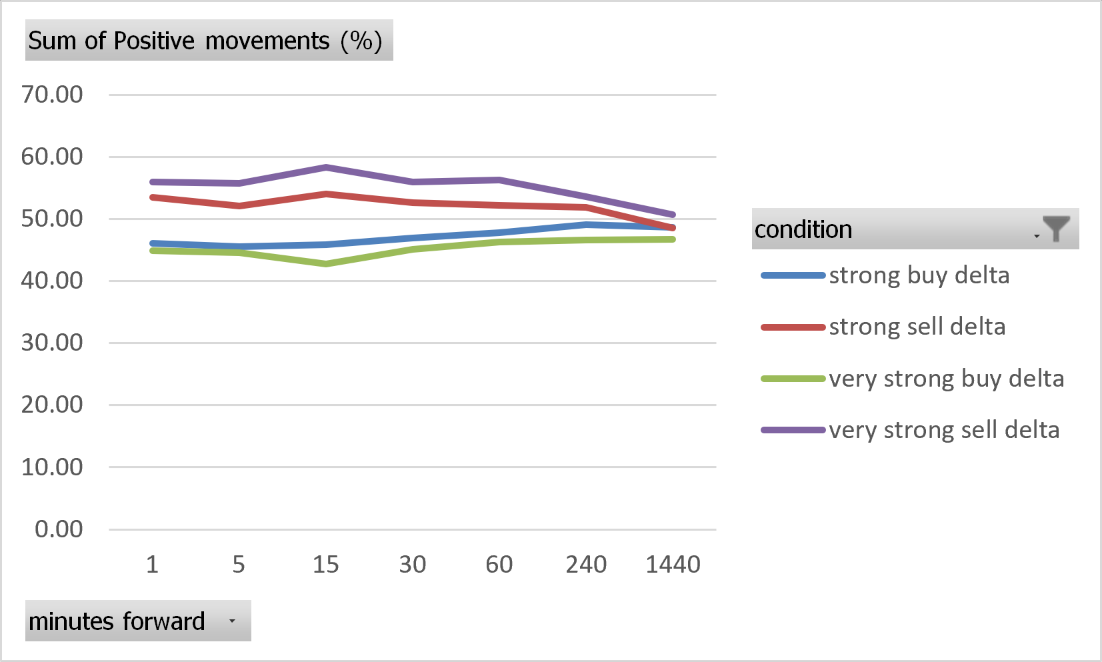 Sum of Positive movements (%)
70.00
60.00
50.00
40.00
30.00
20.00
10.00
0.00
1 5 15 30 60 240 1440
minutes forward
condition
strong buy delta
strong sell delta
very strong buy delta
very strong sell delta